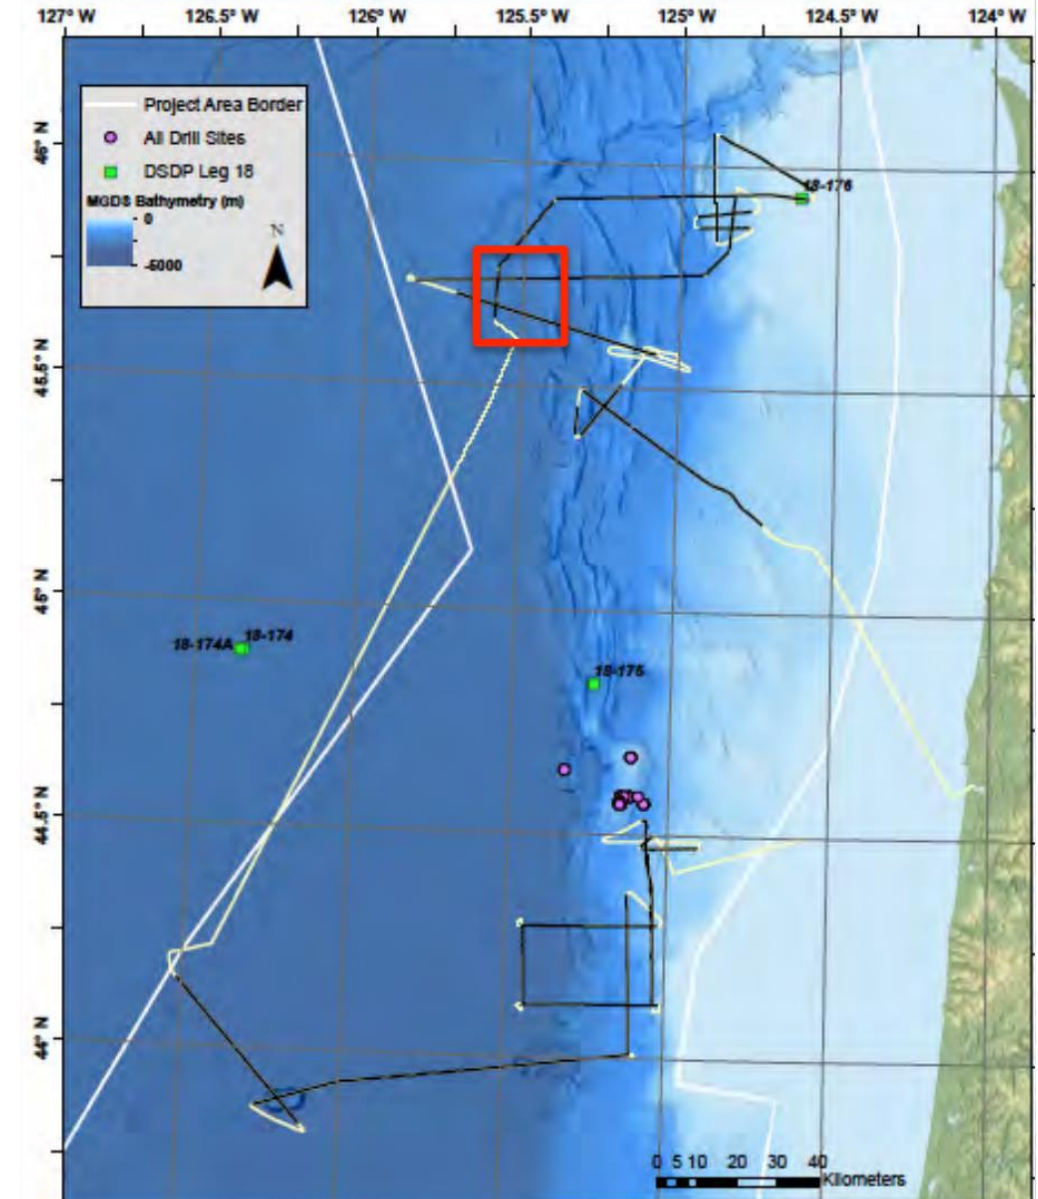 127° W 126.5° W 126° W 125.5° W 125° W 124.5° W 124° W
46° N
45.5° N
45° N
44.5° N
44° N
Project Area Border
All Drill Sites
DSDP Leg 18
MGDS Bathymetry (m)
0
-5000
N
18-176
18-174A 18-174
18-175
0 5 10 20 30 40
Kilometers